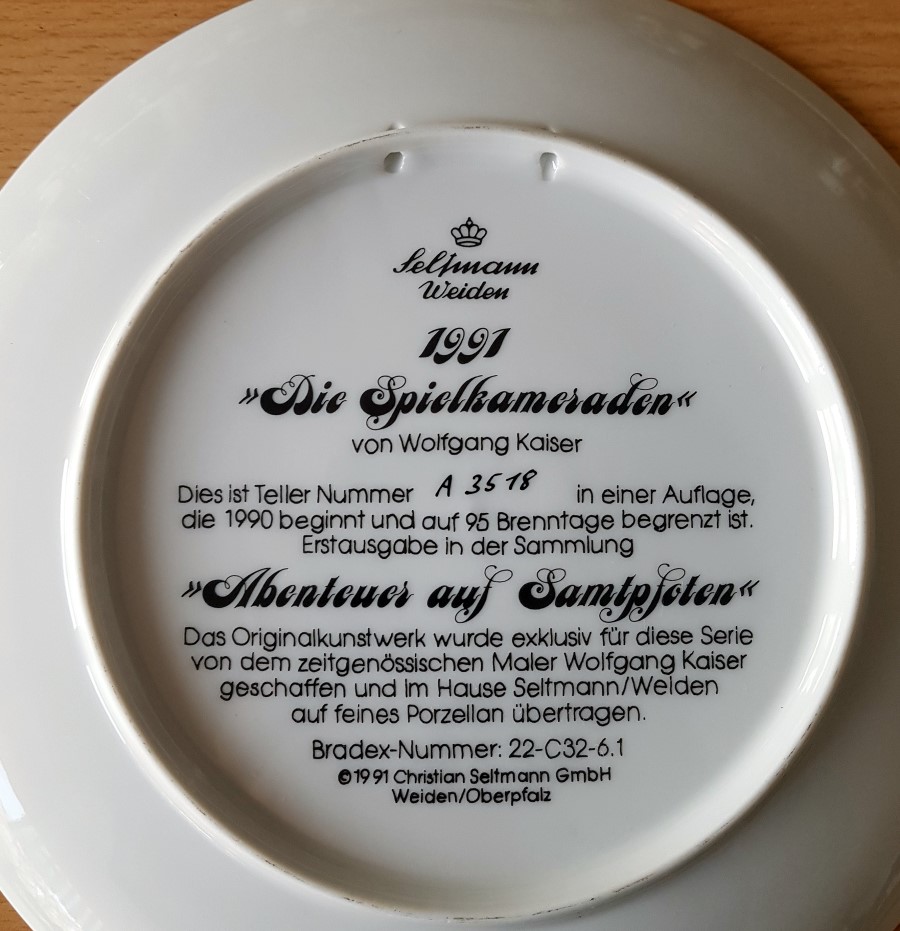 Seltmann
Weiden
1991
»Die Spielkameraden«
von Wolfgang Kaiser
Dies ist Teller Nummer A 3518 in einer Auflage,
die 1990 beginnt und auf 95 Brenntage begrenzt ist.
Erstausgabe in der Sammlung
»Abenteuer auf Samtpfoten«
Das Originalkunstwerk wurde exklusiv für diese Serie
von dem zeitgenössischen Maler Wolfgang Kaiser
geschaffen und im Hause Seltmann/Weiden
auf feines Porzellan übertragen.
Bradex-Nummer: 22-C32-6.1
©1991 Christian Seltmann GmbH
Weiden/Oberpfalz